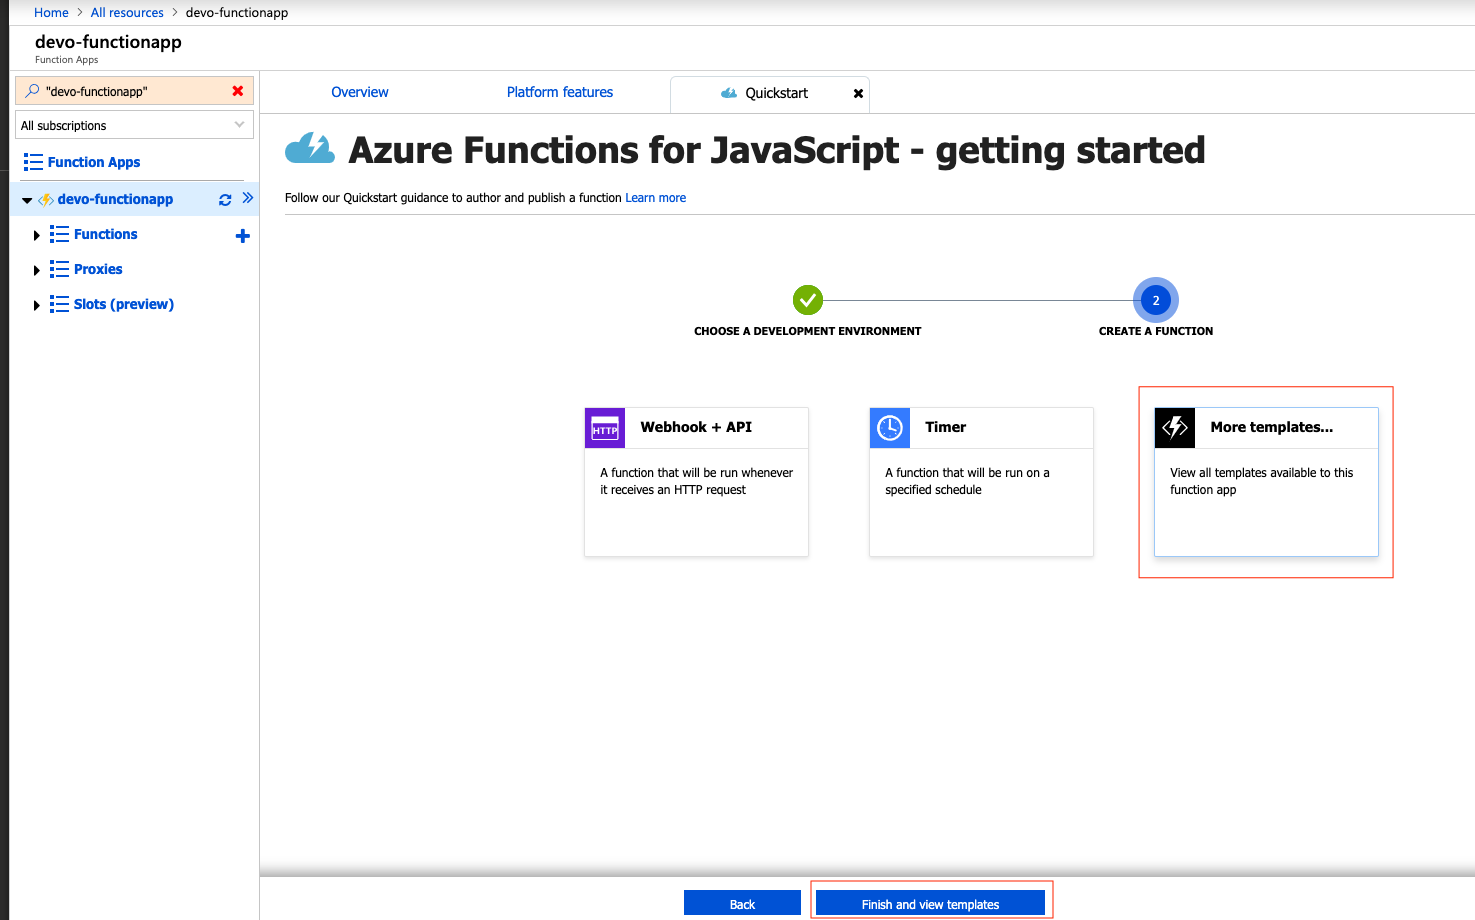 Home > All resources > devo-functionapp
devo-functionapp
Function Apps
"devo-functionapp"
All subscriptions
Function Apps
devo-functionapp
Functions
Proxies
Slots (preview)
Overview
Platform features
Quickstart
Azure Functions for JavaScript - getting started
Follow our Quickstart guidance to author and publish a function Learn more
2
CHOOSE A DEVELOPMENT ENVIRONMENT
CREATE A FUNCTION
HTTP
Webhook + API
A function that will be run whenever
it receives an HTTP request
Timer
A function that will be run on a
specified schedule
More templates...
View all templates available to this
function app
Back
Finish and view templates